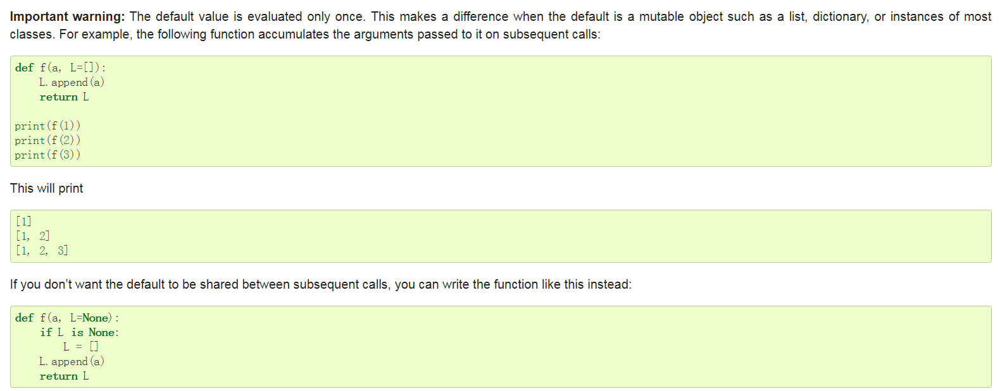 Important warning: The default value is evaluated only once. This makes a difference when the default is a mutable object such as a list, dictionary, or instances of most
classes. For example, the following function accumulates the arguments passed to it on subsequent calls:
def f(a, L=[]):
    L.append(a)
    return L
print(f(1))
print(f(2))
print(f(3))
This will print
[1]
[1, 2]
[1, 2, 3]
If you don’t want the default to be shared between subsequent calls, you can write the function like this instead:
def f(a, L=None):
    if L is None:
        L = []
    L.append(a)
    return L